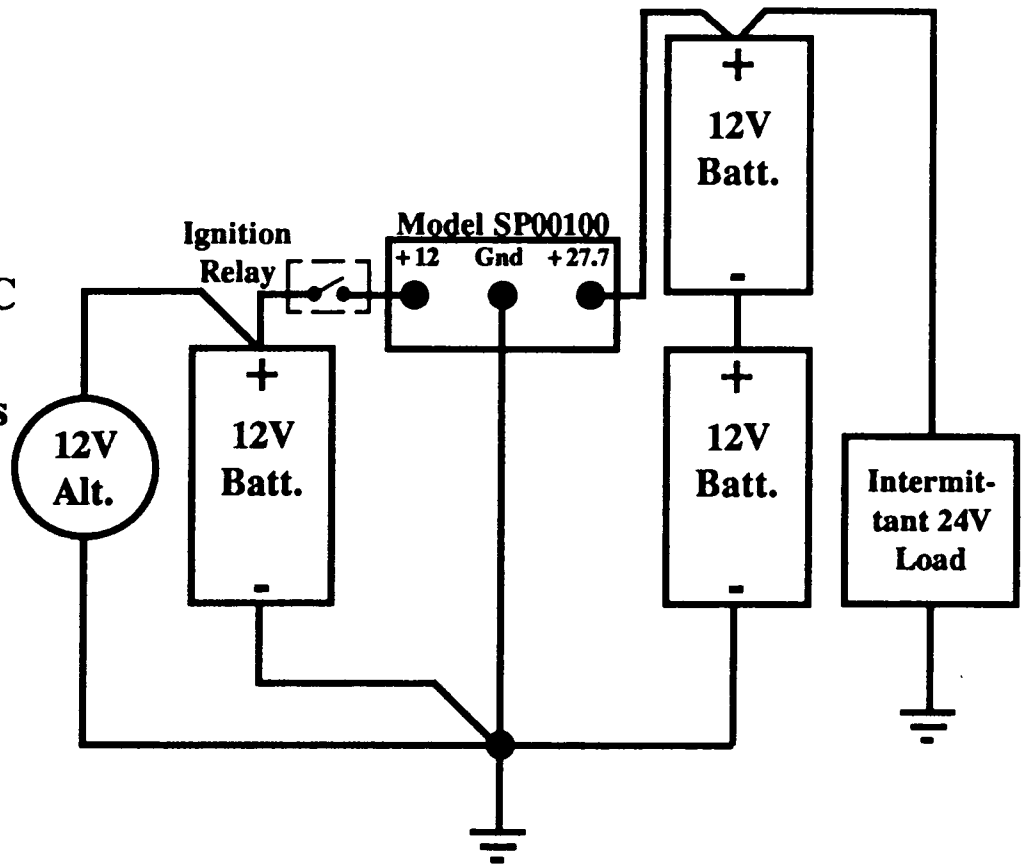 +
12V
Batt.
-
Model SP00100
+12 Gnd +27.7
Ignition
Relay
C
s
12V
Alt.
+
12V
Batt.
-
+
12V
Batt.
-
Intermit-
tant 24V
Load